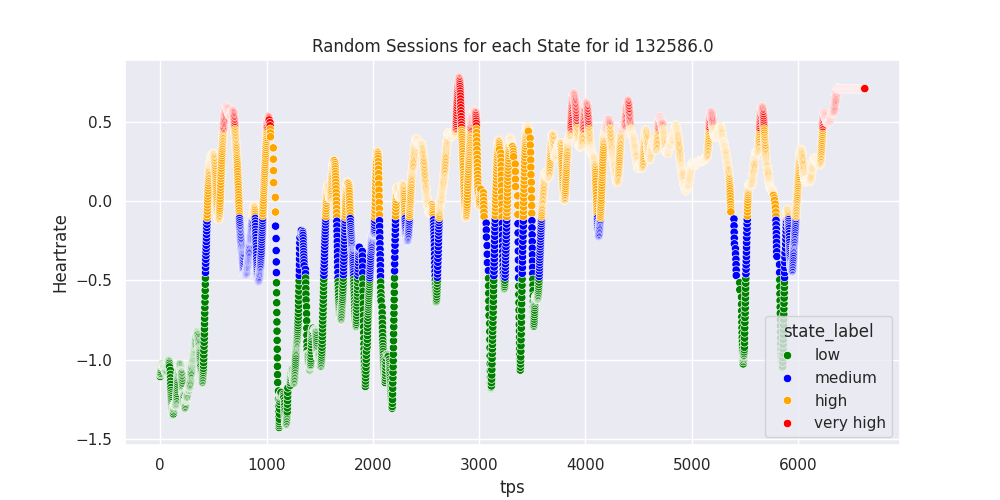 Random Sessions for each State for id 132586.0
Heartrate
0.5
0.0
−0.5
−1.0
−1.5
0 1000 2000 3000 4000 5000 6000
tps
state_label
low
medium
high
very high